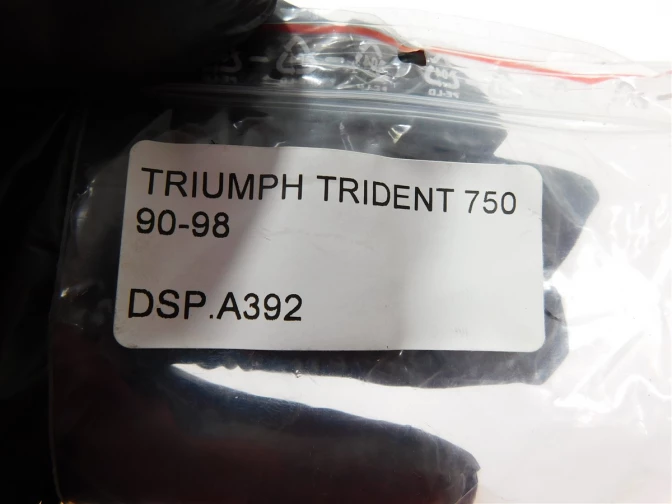 TRIUMPH TRIDENT 750
90-98
DSP.A392